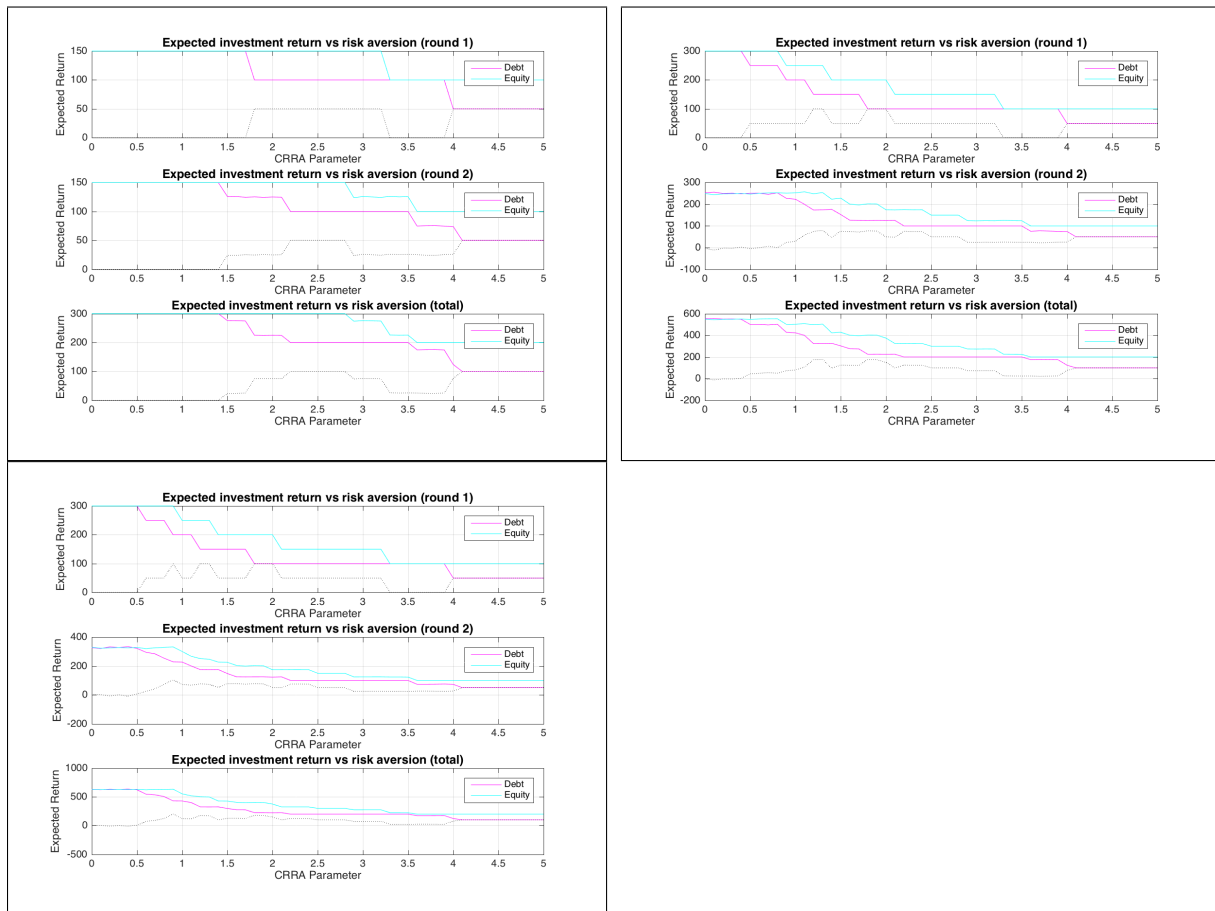 Expected investment return vs risk aversion (round 1)
Expected Return
150
100
50
0
Debt
Equity
0 0.5 1 1.5 2 2.5 3 3.5 4 4.5 5
CRRA Parameter
Expected investment return vs risk aversion (round 2)
Expected Return
150
100
50
0
Debt
Equity
0 0.5 1 1.5 2 2.5 3 3.5 4 4.5 5
CRRA Parameter
Expected investment return vs risk aversion (total)
Expected Return
300
200
100
0
Debt
Equity
0 0.5 1 1.5 2 2.5 3 3.5 4 4.5 5
CRRA Parameter
Expected investment return vs risk aversion (round 1)
Expected Return
300
200
100
0
Debt
Equity
0 0.5 1 1.5 2 2.5 3 3.5 4 4.5 5
CRRA Parameter
Expected investment return vs risk aversion (round 2)
Expected Return
300
200
100
0
-100
Debt
Equity
0 0.5 1 1.5 2 2.5 3 3.5 4 4.5 5
CRRA Parameter
Expected investment return vs risk aversion (total)
Expected Return
600
400
200
0
-200
Debt
Equity
0 0.5 1 1.5 2 2.5 3 3.5 4 4.5 5
CRRA Parameter
Expected investment return vs risk aversion (round 1)
Expected Return
300
200
100
0
Debt
Equity
0 0.5 1 1.5 2 2.5 3 3.5 4 4.5 5
CRRA Parameter
Expected investment return vs risk aversion (round 2)
Expected Return
400
200
0
-200
Debt
Equity
0 0.5 1 1.5 2 2.5 3 3.5 4 4.5 5
CRRA Parameter
Expected investment return vs risk aversion (total)
Expected Return
1000
500
0
-500
Debt
Equity
0 0.5 1 1.5 2 2.5 3 3.5 4 4.5 5
CRRA Parameter